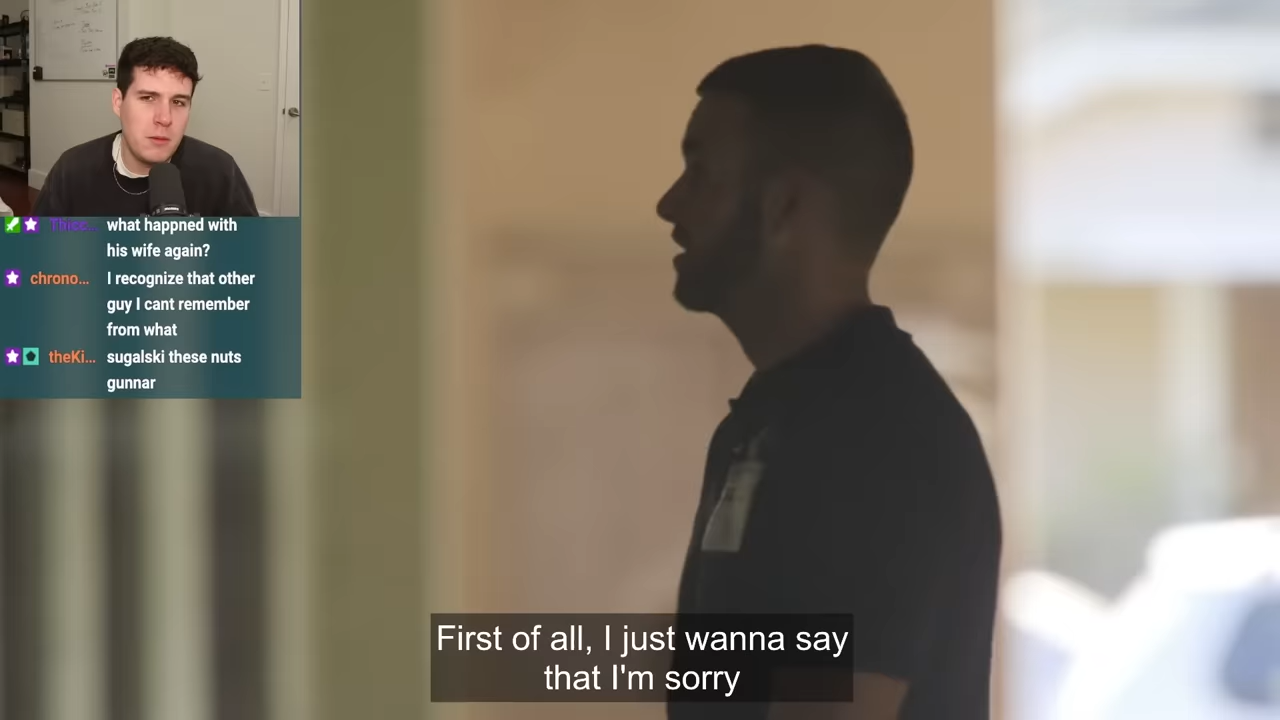 what happned with
his wife again?
chrono... I recognize that other
guy I cant remember
from what
theKi... sugalski these nuts
gunnar
First of all, I just wanna say
that I'm sorry